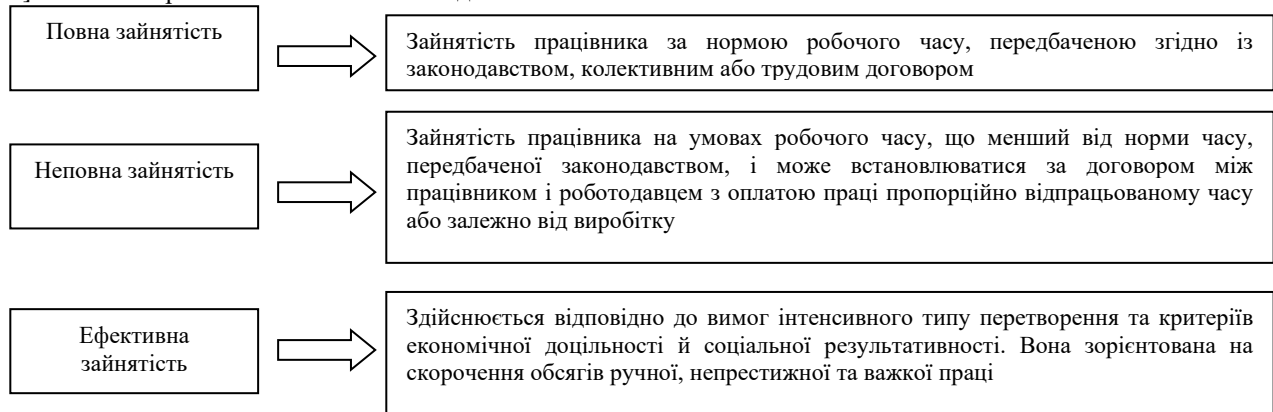 Повна зайнятість
Зайнятість працівника за нормою робочого часу, передбаченою згідно із
законодавством, колективним або трудовим договором
Неповна зайнятість
Зайнятість працівника на умовах робочого часу, що менший від норми часу,
передбаченої законодавством, і може встановлюватися за договором між
працівником і роботодавцем з оплатою праці пропорційно відпрацьованому часу
або залежно від виробітку
Ефективна
зайнятість
Здійснюється відповідно до вимог інтенсивного типу перетворення та критеріїв
економічної доцільності й соціальної результативності. Вона зорієнтована на
скорочення обсягів ручної, непрестижної та важкої праці